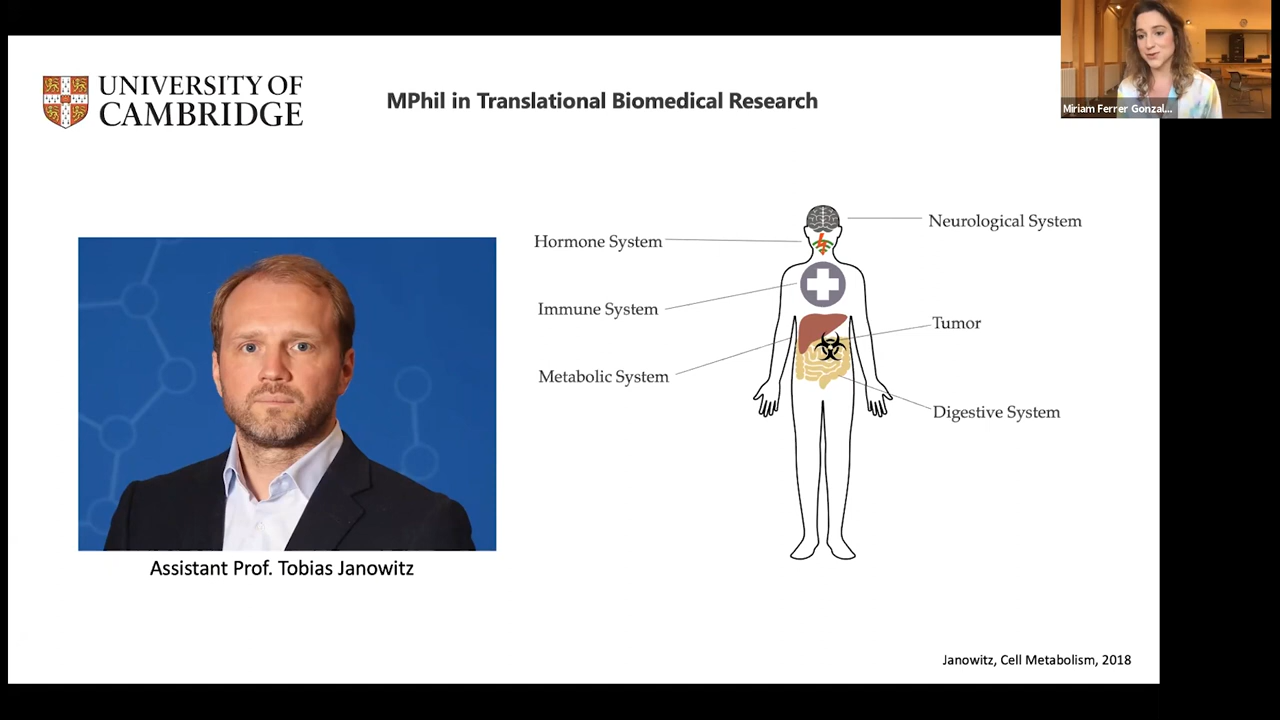 UNIVERSITY OF
CAMBRIDGE
MPhil in Translational Biomedical Research
Miriam Ferrer Gonzal...
Neurological System
Hormone System
Immune System
Tumor
Metabolic System
Digestive System
Assistant Prof. Tobias Janowitz
Janowitz, Cell Metabolism, 2018